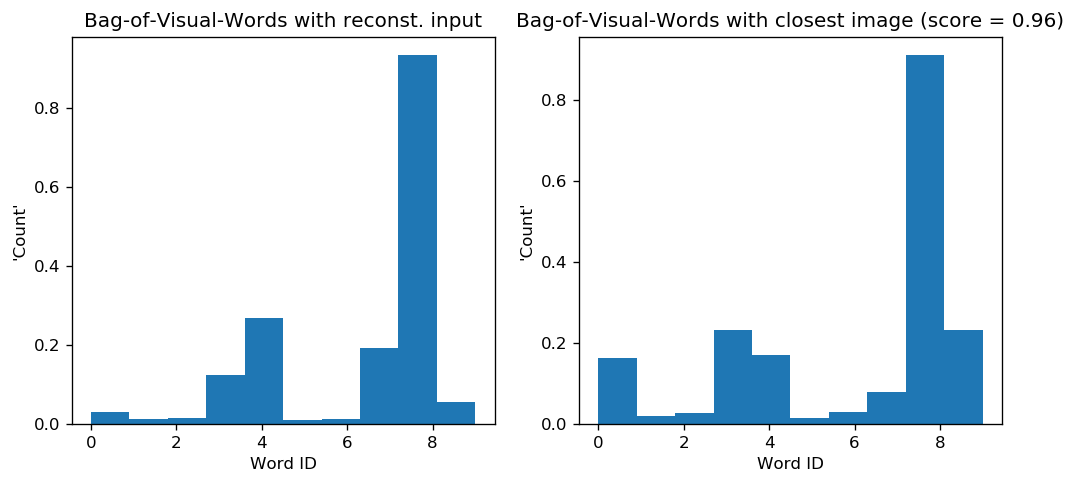 Bag-of-Visual-Words with reconst. input
0.8
0.6
0.4
0.2
0.0
'Count'
0 2 4 6 8
Word ID
Bag-of-Visual-Words with closest image (score = 0.96)
0.8
0.6
0.4
0.2
0.0
'Count'
0 2 4 6 8
Word ID